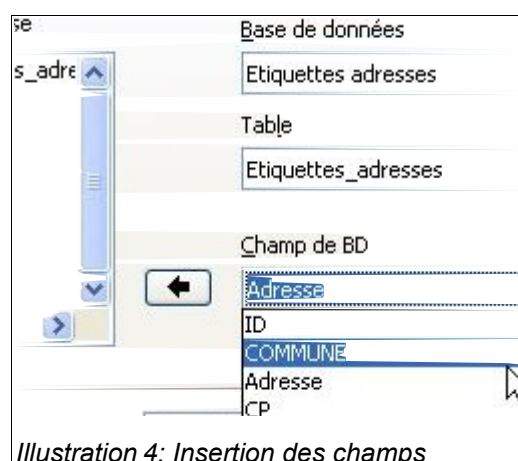 se
Base de données
s_adre
Etiquettes adresses
Table
Etiquettes_adresses
Champ de BD
Adresse
ID
COMMUNE
Adresse
CP
Illustration 4: Insertion des champs